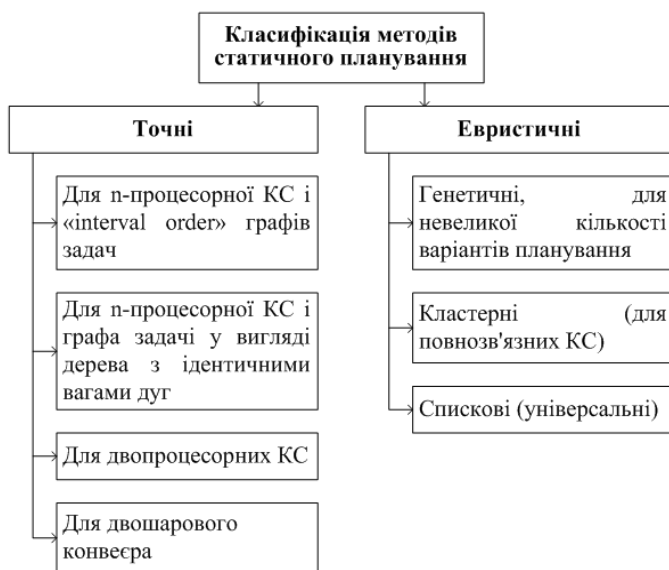 Класифікація методів
статичного планування
Точні
Для n-процесорної КС і
«interval order» графів
задач
Для n-процесорної КС і
графа задачі у вигляді
дерева з ідентичними
вагами дуг
Для двопроцесорних КС
Для двошарового
конвеєра
Евристичні
Генетичні, для
невеликої кількості
варіантів планування
Кластерні (для
повнозв'язних КС)
Спискові (універсальні)